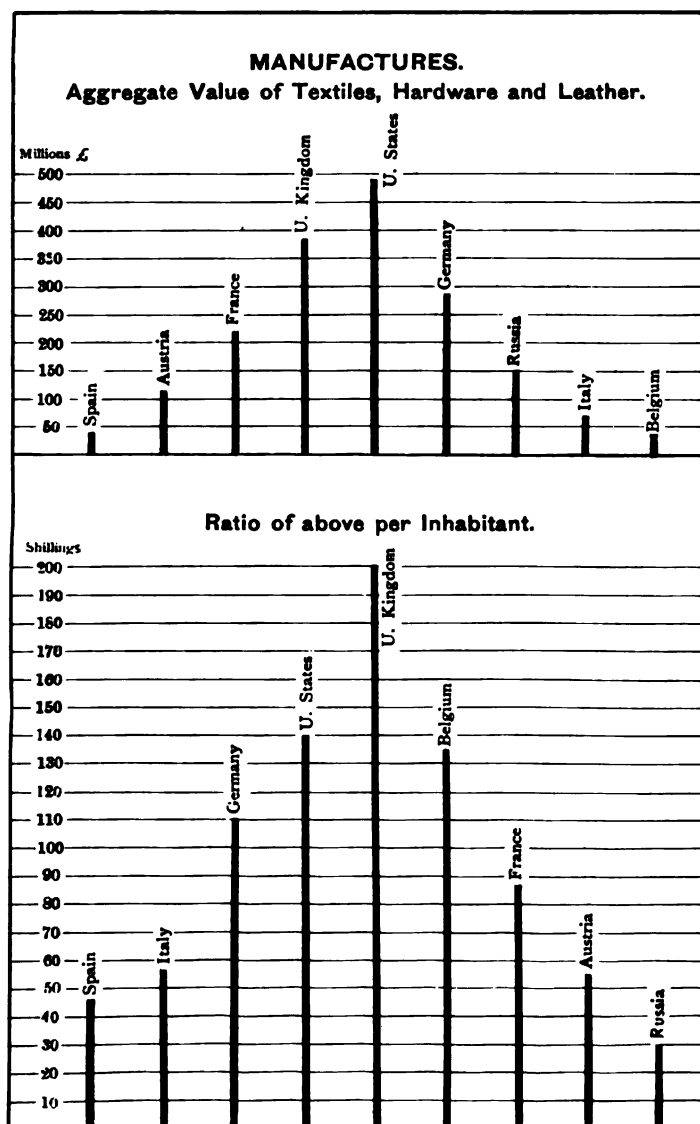 MANUFACTURES.
Aggregate Value of Textiles, Hardware and Leather.
Millions £
500
450
400
350
300
250
200
150
100
50
Spain
Austria
France
U. Kingdom
U. States
Germany
Russia
Italy
Belgium
Ratio of above per Inhabitant.
Shillings
200
190
180
170
160
150
140
130
120
110
100
90
80
70
60
50
40
30
20
10
Spain
Italy
Germany
U. States
U. Kingdom
Belgium
France
Austria
Russia